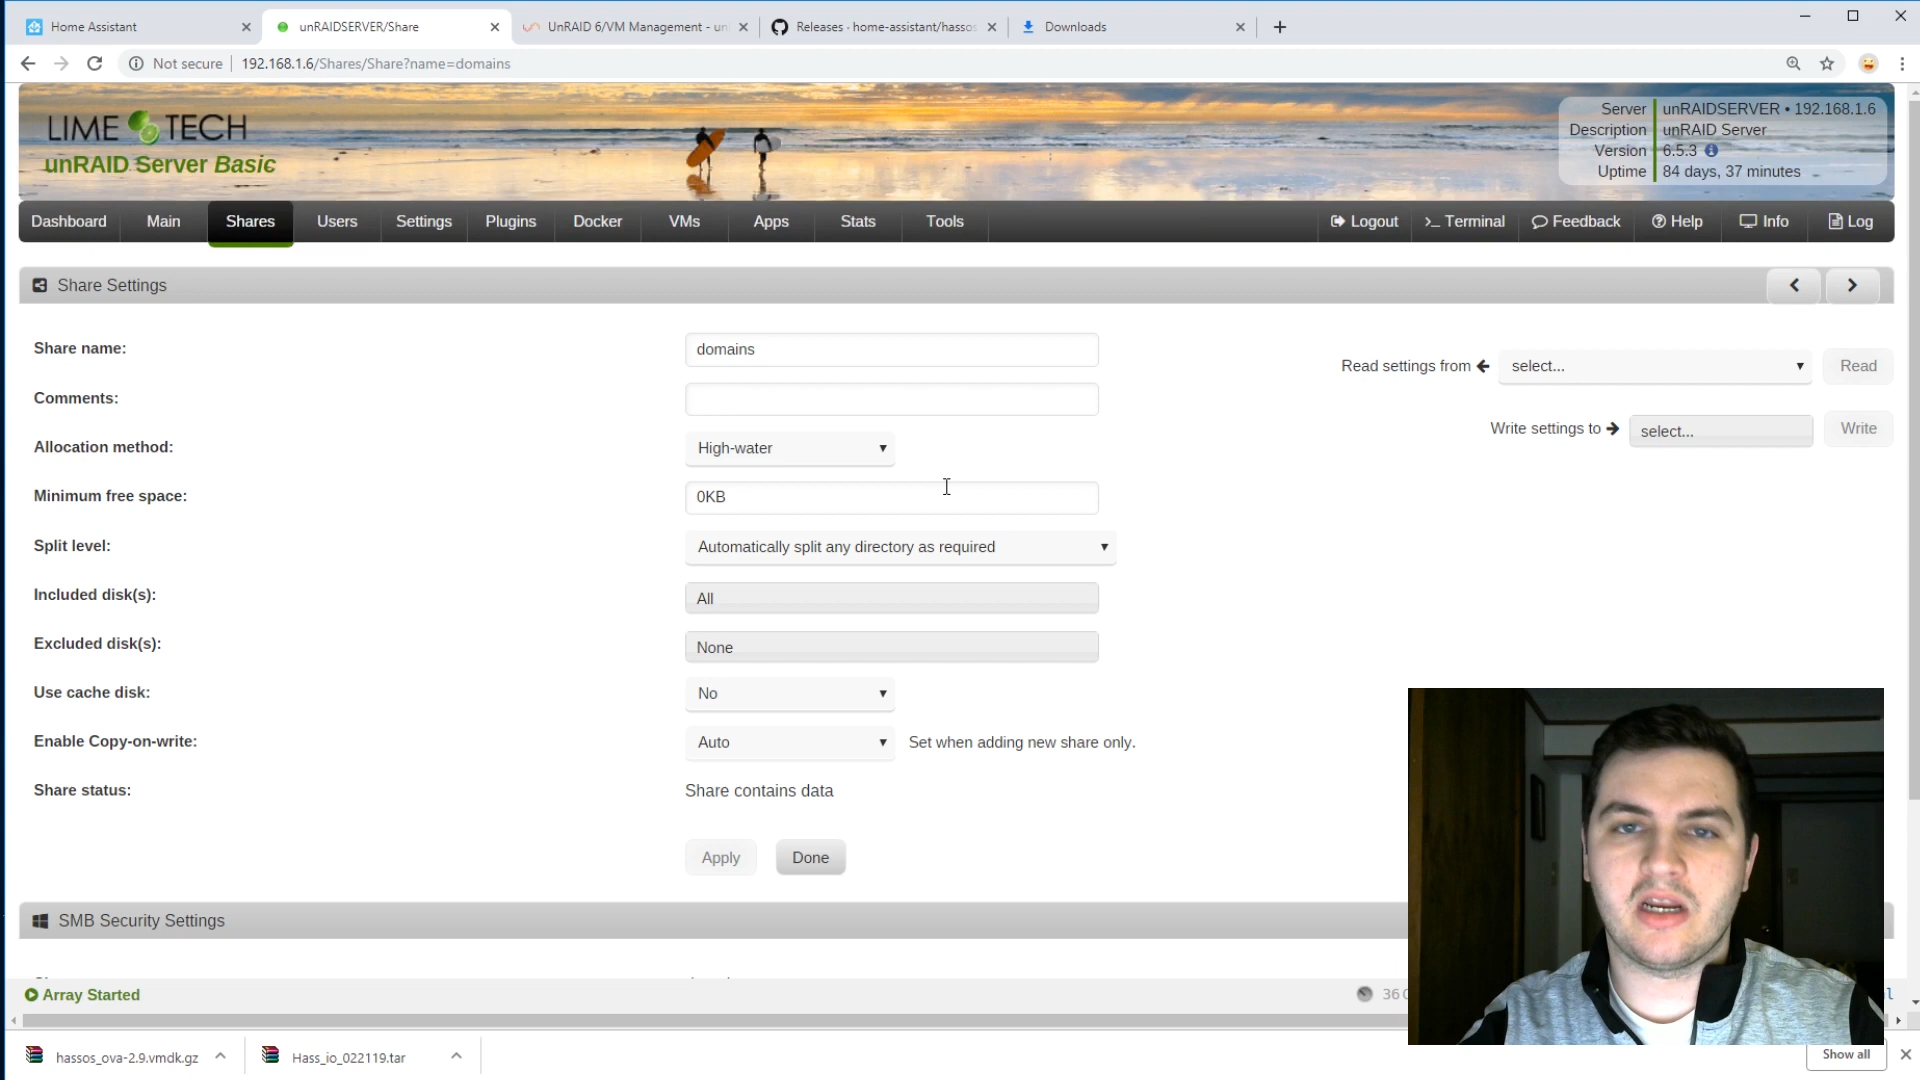 Home Assistant
unRAIDSERVER/Share
UnRAID 6/VM Management - un
Releases · home-assistant/hassos
Downloads
Not secure
192.168.1.6/Shares/Share?name=domains
LIME TECH
unRAID Server Basic
Server unRAIDSERVER • 192.168.1.6
Description unRAID Server
Version 6.5.3
Uptime 84 days, 37 minutes
Dashboard Main Shares Users Settings Plugins Docker VMs Apps Stats Tools Logout Terminal Feedback Help Info Log
Share Settings
Share name: domains
Read settings from select... Read
Comments:
Write settings to select... Write
Allocation method: High-water
Minimum free space: 0KB
Split level: Automatically split any directory as required
Included disk(s): All
Excluded disk(s): None
Use cache disk: No
Enable Copy-on-write: Auto Set when adding new share only.
Share status: Share contains data
Apply Done
SMB Security Settings
Array Started
36
hassos_ova-2.9.vmdk.gz
Hass_io_022119.tar
Show all